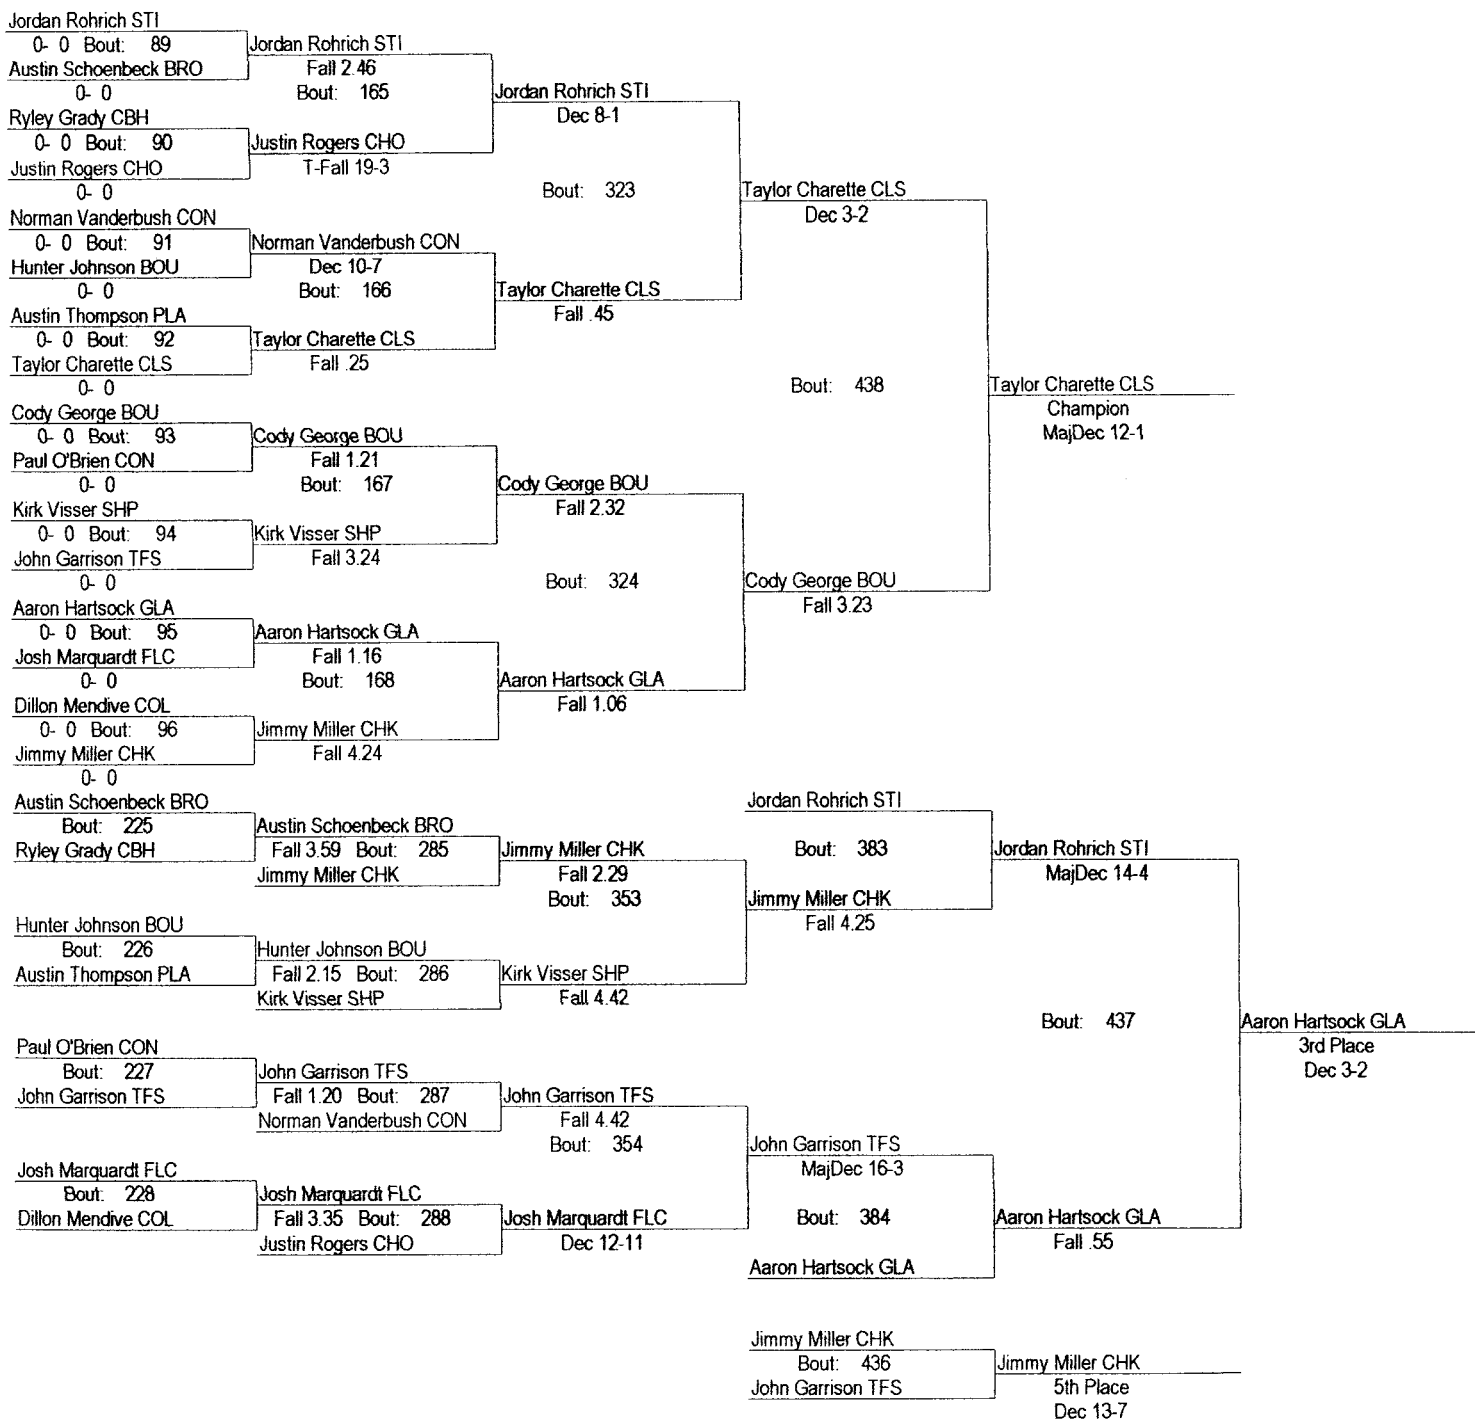 Jordan Rohrich STI
0- 0 Bout: 89
Austin Schoenbeck BRO
0- 0
Ryley Grady CBH
0- 0 Bout: 90
Justin Rogers CHO
0- 0
Norman Vanderbush CON
0- 0 Bout: 91
Hunter Johnson BOU
0- 0
Austin Thompson PLA
0- 0 Bout: 92
Taylor Charette CLS
0- 0
Cody George BOU
0- 0 Bout: 93
Paul O'Brien CON
0- 0
Kirk Visser SHP
0- 0 Bout: 94
John Garrison TFS
0- 0
Aaron Hartsock GLA
0- 0 Bout: 95
Josh Marquardt FLC
0- 0
Dillon Mendive COL
0- 0 Bout: 96
Jimmy Miller CHK
0- 0
Jordan Rohrich STI
Fall 2.46
Bout: 165
Justin Rogers CHO
T-Fall 19-3
Norman Vanderbush CON
Dec 10-7
Bout: 166
Taylor Charette CLS
Fall .25
Cody George BOU
Fall 1.21
Bout: 167
Kirk Visser SHP
Fall 3.24
Aaron Hartsock GLA
Fall 1.16
Bout: 168
Jimmy Miller CHK
Fall 4.24
Jordan Rohrich STI
Dec 8-1
Bout: 323
Taylor Charette CLS
Fall .45
Cody George BOU
Fall 2.32
Bout: 324
Aaron Hartsock GLA
Fall 1.06
Taylor Charette CLS
Dec 3-2
Bout: 438
Cody George BOU
Fall 3.23
Taylor Charette CLS
Champion
MajDec 12-1
Austin Schoenbeck BRO
Bout: 225
Ryley Grady CBH
Hunter Johnson BOU
Bout: 226
Austin Thompson PLA
Paul O'Brien CON
Bout: 227
John Garrison TFS
Josh Marquardt FLC
Bout: 228
Dillon Mendive COL
Austin Schoenbeck BRO
Fall 3.59 Bout: 285
Jimmy Miller CHK
Hunter Johnson BOU
Fall 2.15 Bout: 286
Kirk Visser SHP
John Garrison TFS
Fall 1.20 Bout: 287
Norman Vanderbush CON
Josh Marquardt FLC
Fall 3.35 Bout: 288
Justin Rogers CHO
Jimmy Miller CHK
Fall 2.29
Bout: 353
Kirk Visser SHP
Fall 4.42
John Garrison TFS
Fall 4.42
Bout: 354
Josh Marquardt FLC
Dec 12-11
Jordan Rohrich STI
Bout: 383
Jimmy Miller CHK
Fall 4.25
John Garrison TFS
MajDec 16-3
Bout: 384
Aaron Hartsock GLA
Jordan Rohrich STI
MajDec 14-4
Bout: 437
Aaron Hartsock GLA
Fall .55
Aaron Hartsock GLA
3rd Place
Dec 3-2
Jimmy Miller CHK
Bout: 436
John Garrison TFS
Jimmy Miller CHK
5th Place
Dec 13-7